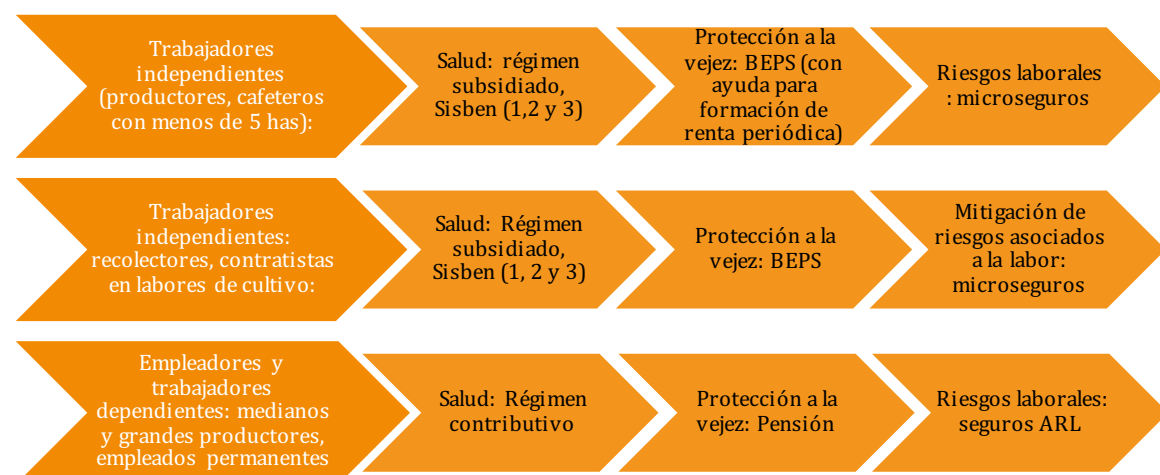 Trabajadores
independientes
(productores, cafeteros
con menos de 5 has):
Salud: régimen
subsidiado,
Sisben (1,2 y 3)
Protección a la
vejez: BEPS (con
ayuda para
formación de
renta periódica)
Riesgos laborales
: microseguros
Trabajadores
independientes:
recolectores, contratistas
en labores de cultivo:
Salud: Régimen
subsidiado,
Sisben (1, 2 y 3)
Protección a la
vejez: BEPS
Mitigación de
riesgos asociados
a la labor:
microseguros
Empleadores y
trabajadores
dependientes: medianos
y grandes productores,
empleados permanentes
Salud: Régimen
contributivo
Protección a la
vejez: Pensión
Riesgos laborales:
seguros ARL